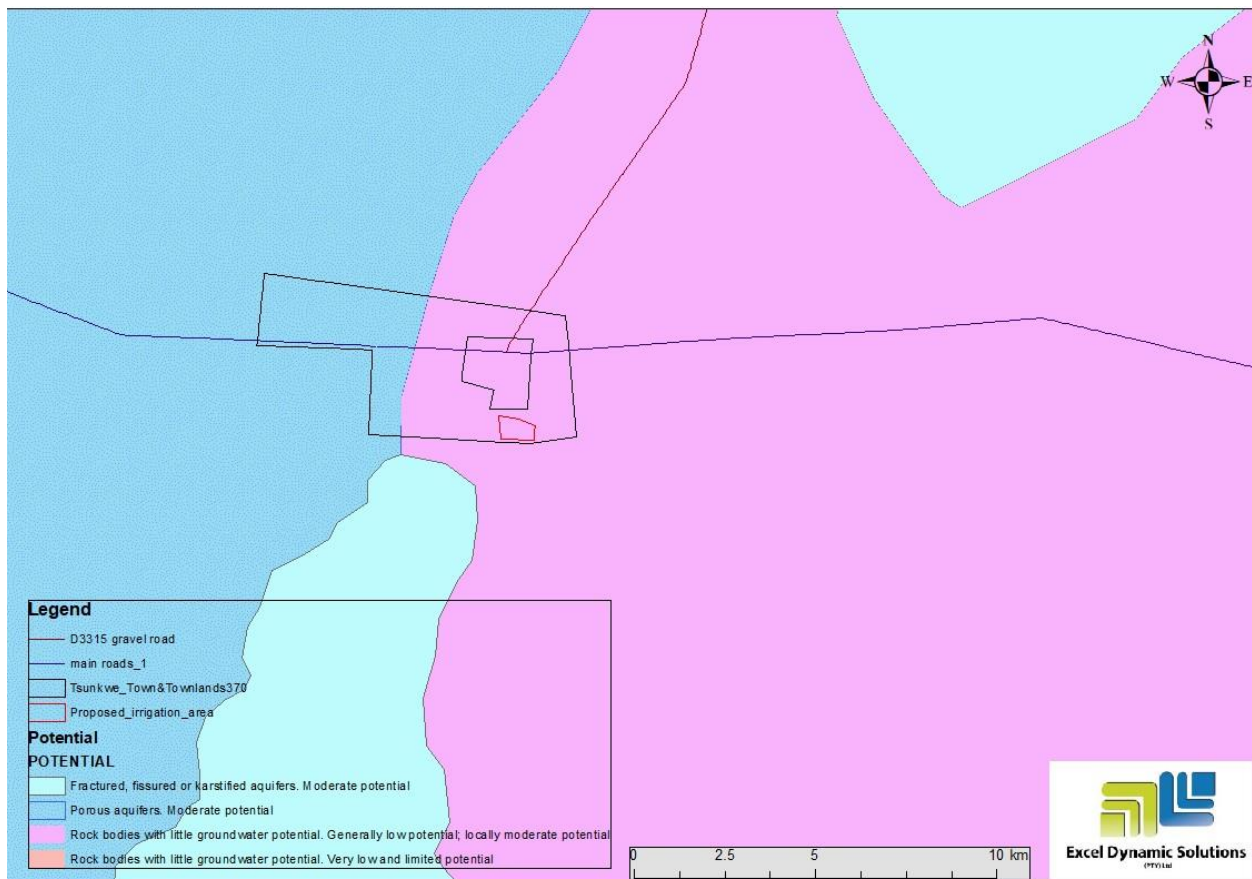 N
W E
S
Legend
D3315 gravel road
main roads_1
Tsunkwe_Town&Townlands370
Proposed_irrigation_area
Potential
POTENTIAL
Fractured, fissured or karstified aquifers. Moderate potential
Porous aquifers. Moderate potential
Rock bodies with little groundwater potential. Generally low potential; locally moderate potential
Rock bodies with little groundwater potential. Very low and limited potential
0 2.5 5 10 km
Excel Dynamic Solutions
(PTY) Ltd